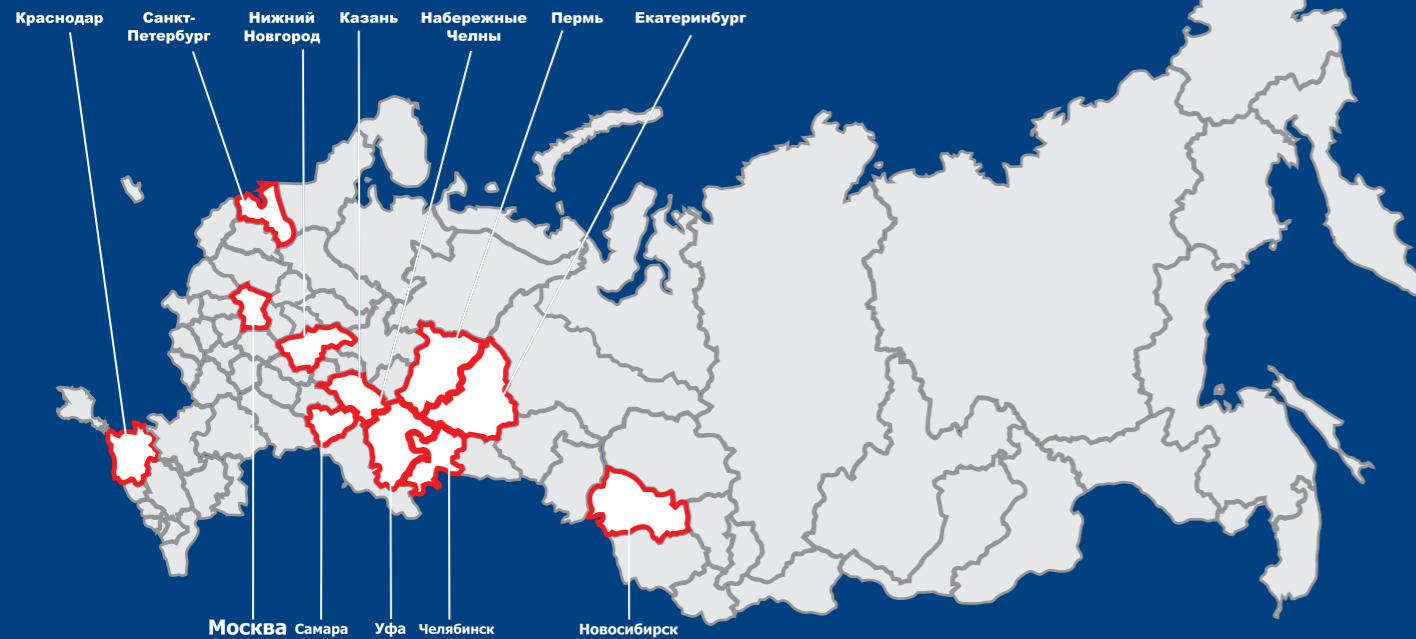 Краснодар
Санкт-
Петербург
Нижний
Новгород
Казань
Набережные
Челны
Пермь
Екатеринбург
Москва
Самара
Уфа
Челябинск
Новосибирск